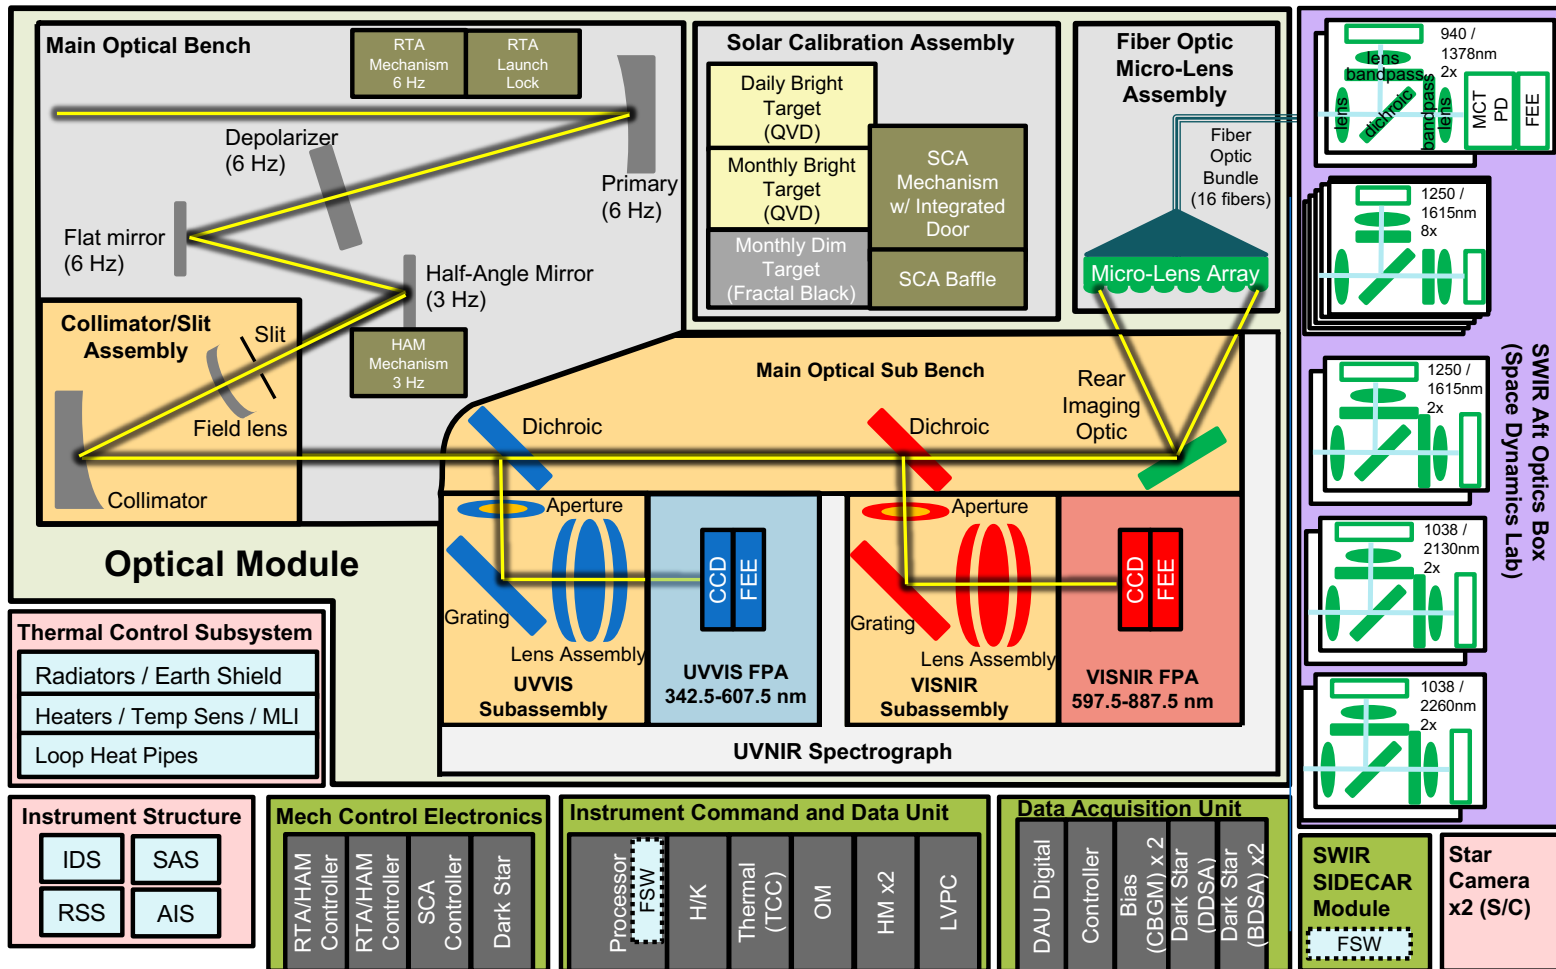 Main Optical Bench
RTA
Mechanism
6 Hz
RTA
Launch
Lock
Depolarizer
(6 Hz)
Primary
(6 Hz)
Flat mirror
(6 Hz)
Half-Angle Mirror
(3 Hz)
HAM
Mechanism
3 Hz
Collimator/Slit
Assembly
Slit
Field lens
Collimator
Solar Calibration Assembly
Daily Bright
Target
(QVD)
Monthly Bright
Target
(QVD)
Monthly Dim
Target
(Fractal Black)
SCA
Mechanism
w/ Integrated
Door
SCA Baffle
Fiber Optic
Micro-Lens
Assembly
Fiber
Optic
Bundle
(16 fibers)
Micro-Lens Array
Main Optical Sub Bench
Rear
Imaging
Optic
Dichroic
Dichroic
Aperture
Grating
Lens Assembly
UVVIS
Subassembly
CCD
FEE
UVVIS FPA
342.5-607.5 nm
Aperture
Grating
Lens Assembly
VISNIR
Subassembly
CCD
FEE
VISNIR FPA
597.5-887.5 nm
UVNIR Spectrograph
Optical Module
Thermal Control Subsystem
Radiators / Earth Shield
Heaters / Temp Sens / MLI
Loop Heat Pipes
Instrument Structure
IDS
SAS
RSS
AIS
Mech Control Electronics
RTA/HAM
Controller
RTA/HAM
Controller
SCA
Controller
Dark Star
Instrument Command and Data Unit
Processor
FSW
H/K
Thermal
(TCC)
OM
HM x2
LVPC
Data Acquisition Unit
DAU Digital
Controller
Bias
(CBGM) x 2
Dark Star
(DDSA)
Dark Star
(BDSA) x2
940 /
1378nm
2x
lens
bandpass
lens
dichroic
bandpass
lens
MCT
PD
FEE
1250 /
1615nm
8x
1250 /
1615nm
2x
1038 /
2130nm
2x
1038 /
2260nm
2x
SWIR Aft Optics Box
(Space Dynamics Lab)
SWIR
SIDECAR
Module
FSW
Star
Camera
x2 (S/C)